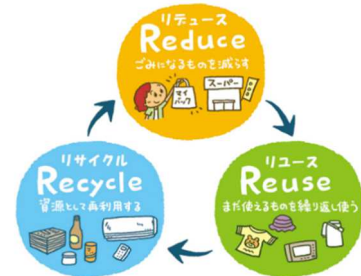 リデュース
Reduce
ごみになるものを減らす
マイ
バック
スーパー
リサイクル
Recycle
資源として再利用する
リユース
Reuse
まだ使えるものを繰り返し使う